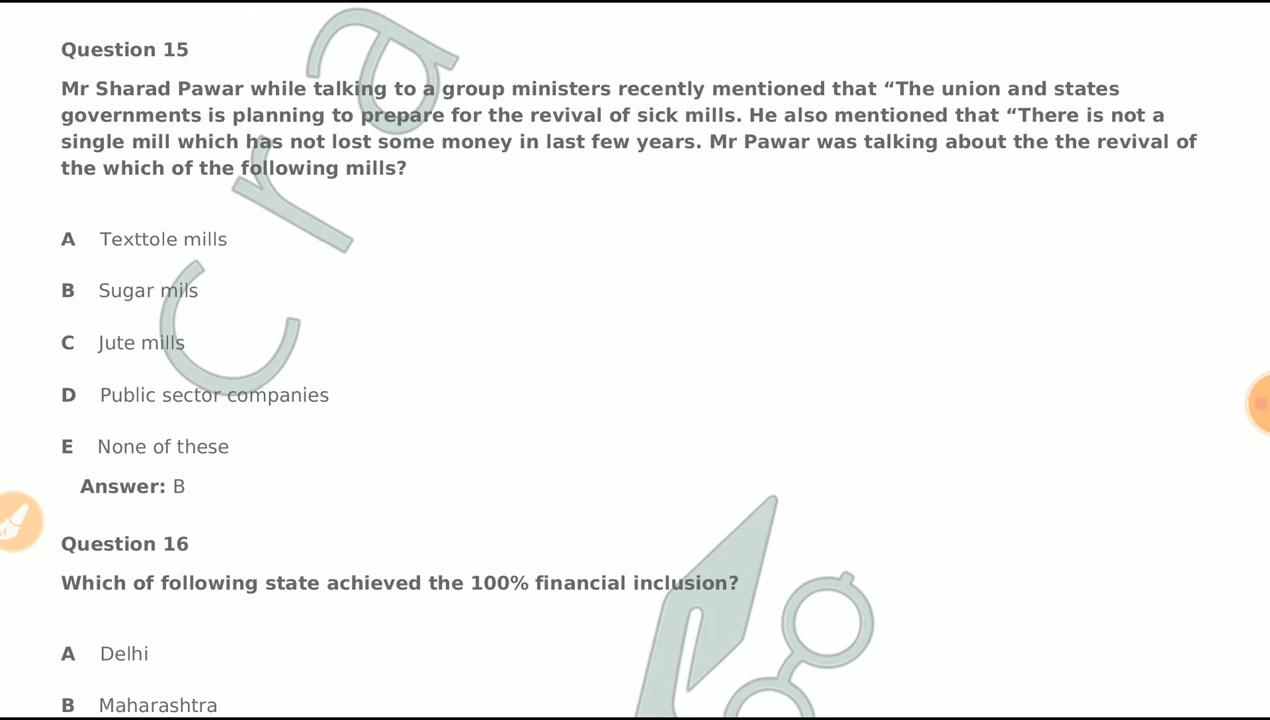 Question 15
Mr Sharad Pawar while talking to a group ministers recently mentioned that “The union and states
governments is planning to prepare for the revival of sick mills. He also mentioned that “There is not a
single mill which has not lost some money in last few years. Mr Pawar was talking about the the revival of
the which of the following mills?
A Texttole mills
B Sugar mils
C Jute mills
D Public sector companies
E None of these
Answer: B
Question 16
Which of following state achieved the 100% financial inclusion?
A Delhi
B Maharashtra
cra